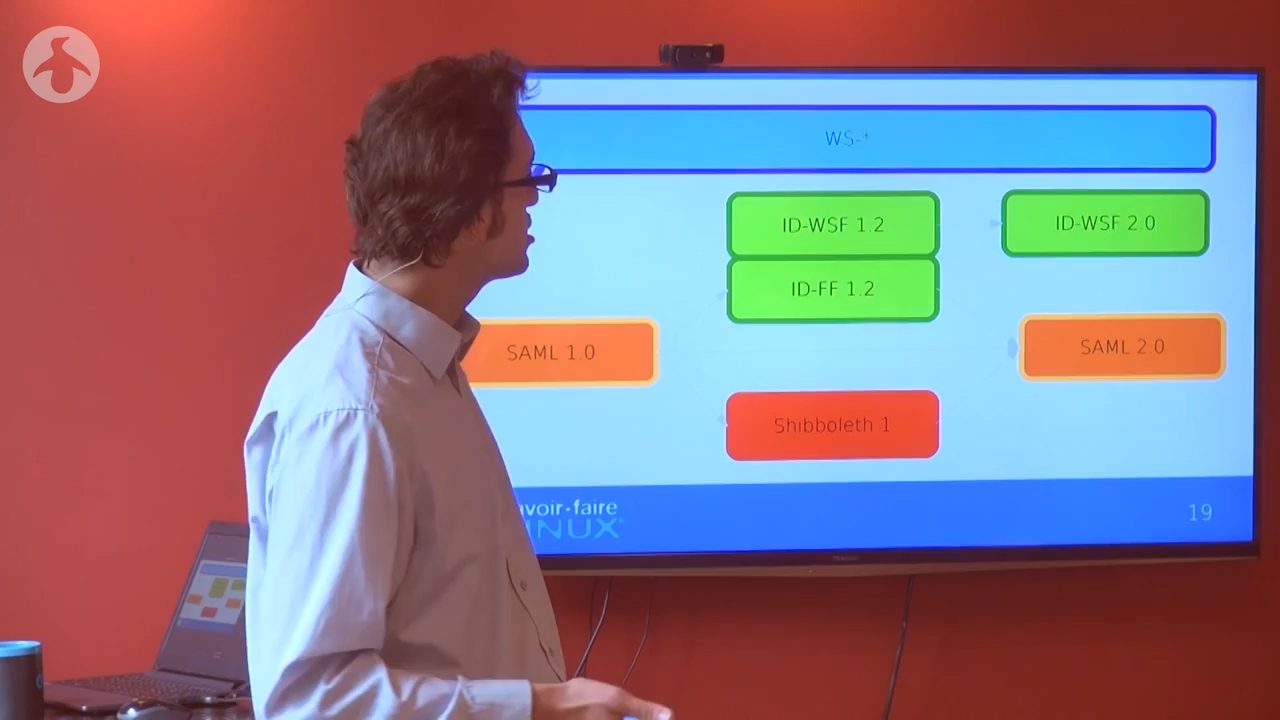 WS-*
ID-WSF 1.2
ID-WSF 2.0
ID-FF 1.2
SAML 1.0
SAML 2.0
Shibboleth 1
avoir-faire
INUX
19